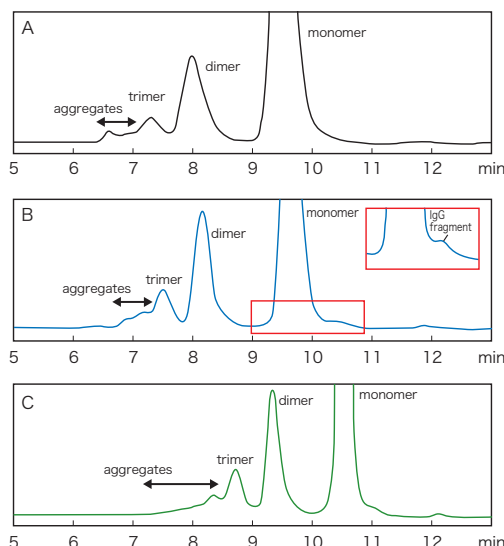 A
monomer
dimer
trimer
aggregates
5 6 7 8 9 10 11 12 min
B
monomer
IgG
fragment
dimer
trimer
aggregates
5 6 7 8 9 10 11 12 min
C
monomer
dimer
trimer
aggregates
5 6 7 8 9 10 11 12 min